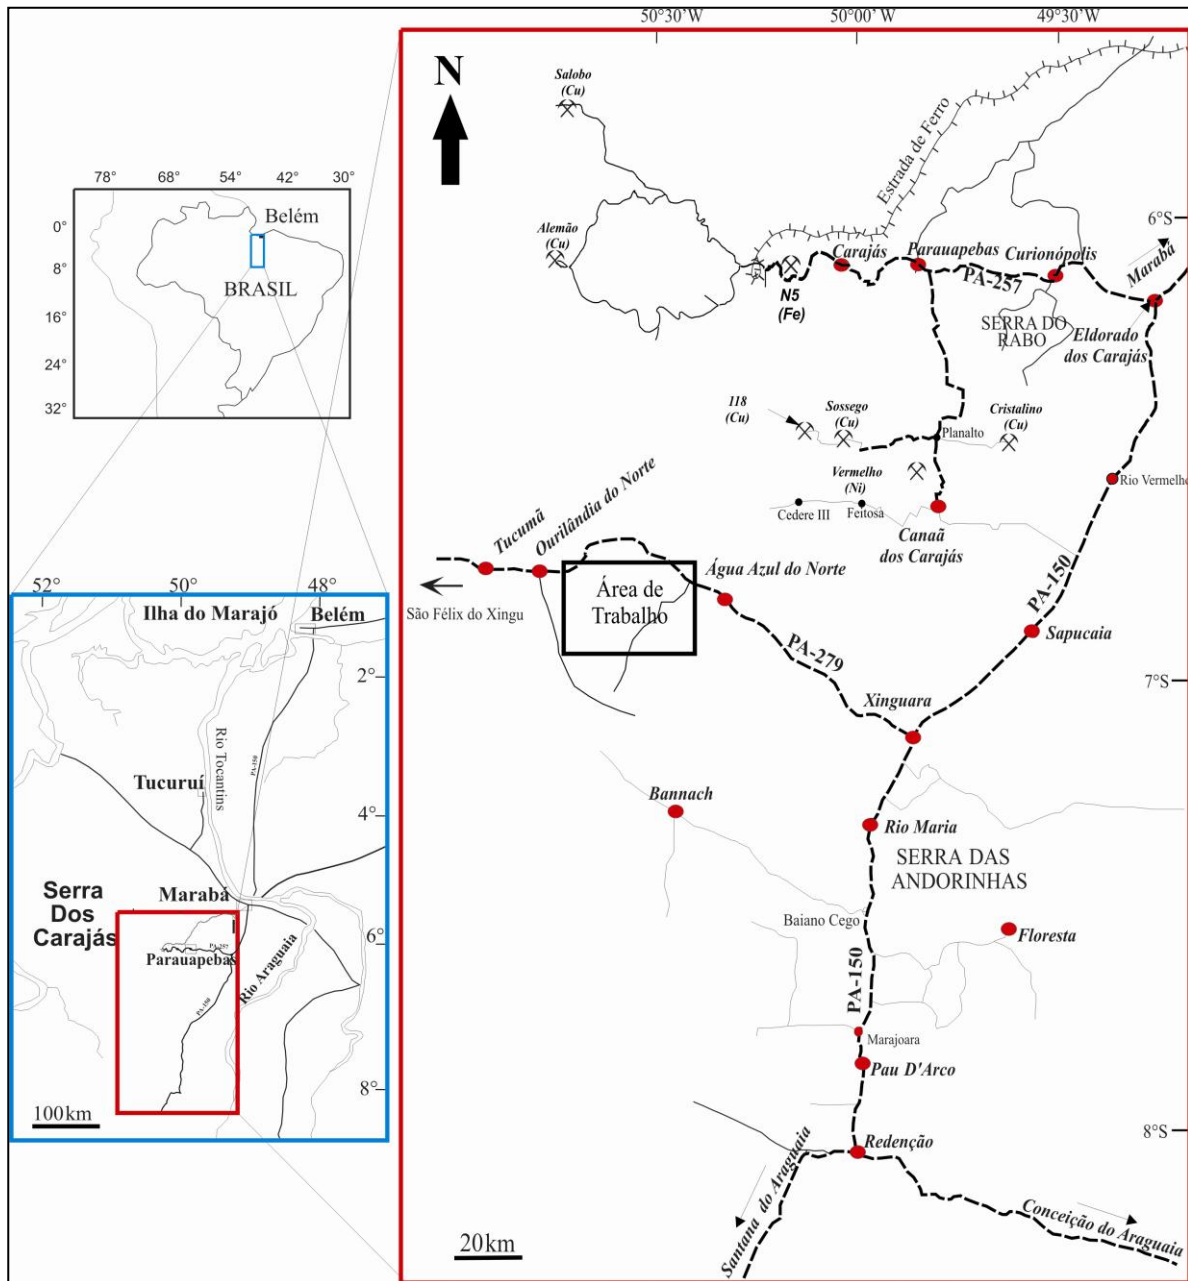 50°30'W
50°00'W
49°30'W
N
Salobo
(Cu)
Estrada de Ferro
78°
68°
54°
42°
30°
0°
8°
16°
24°
32°
Belém
BRASIL
6°S
Alemão
(Cu)
Carajás
Parauapebas
Curionópolis
Marabá
PA-257
N5
(Fe)
SERRA DO
RABO
Eldorado
dos Carajás
118
(Cu)
Sossego
(Cu)
Cristalino
(Cu)
Planalto
Vermelho
(Ni)
Rio Vermelho
Cedere III
Feitosa
Canaã
dos Carajás
Tucumã
Ourilândia do Norte
Água Azul do Norte
Área de
Trabalho
São Félix do Xingu
PA-150
Sapucaia
PA-279
7°S
Xinguara
Bannach
Rio Maria
SERRA DAS
ANDORINHAS
Baiano Cego
Floresta
PA-150
Marajoara
Pau D'Arco
8°S
Redenção
Santana do Araguaia
Conceição do Araguaia
20km
52°
50°
48°
Ilha do Marajó
Belém
2°
Rio Tocantins
PA-150
Tucuruí
4°
Marabá
Serra
Dos
Carajás
6°
PA-257
Parauapebas
Rio Araguaia
PA-150
8°
100km